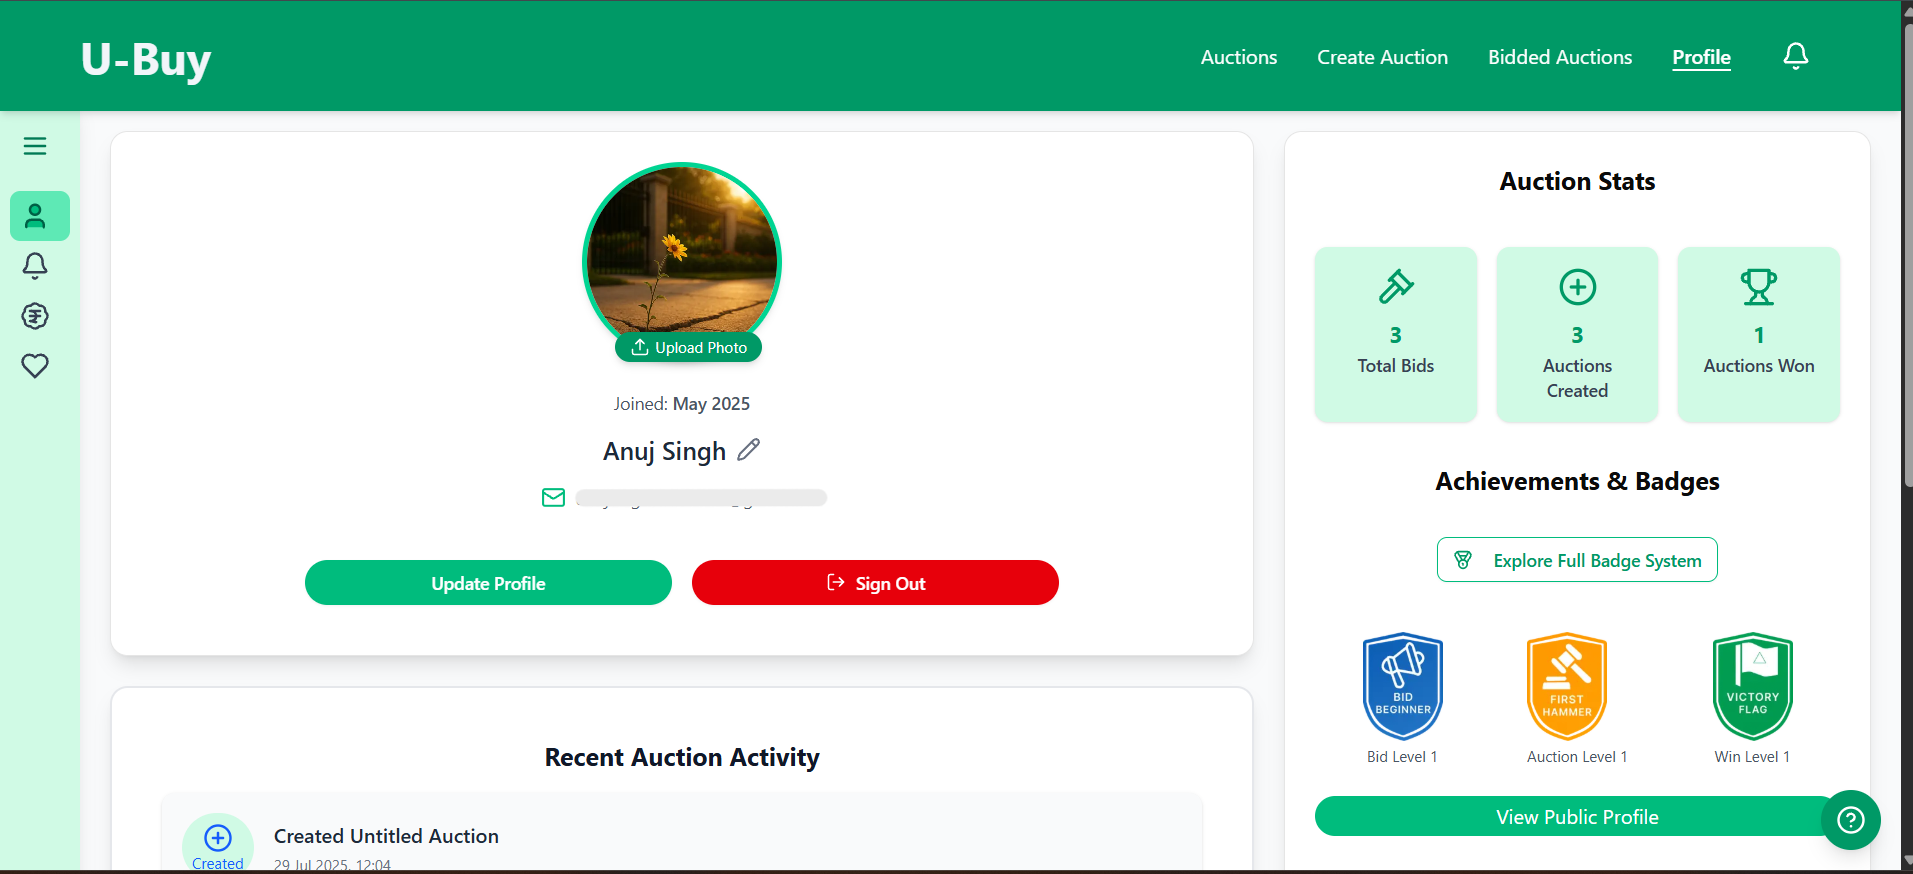 U-Buy
Auctions
Create Auction
Bidded Auctions
Profile
Upload Photo
Joined: May 2025
Anuj Singh
Update Profile
Sign Out
Recent Auction Activity
Created
Created Untitled Auction
29 Jul 2025, 12:04
Auction Stats
3
Total Bids
3
Auctions
Created
1
Auctions Won
Achievements & Badges
Explore Full Badge System
BID
BEGINNER
Bid Level 1
FIRST
HAMMER
Auction Level 1
VICTORY
FLAG
Win Level 1
View Public Profile